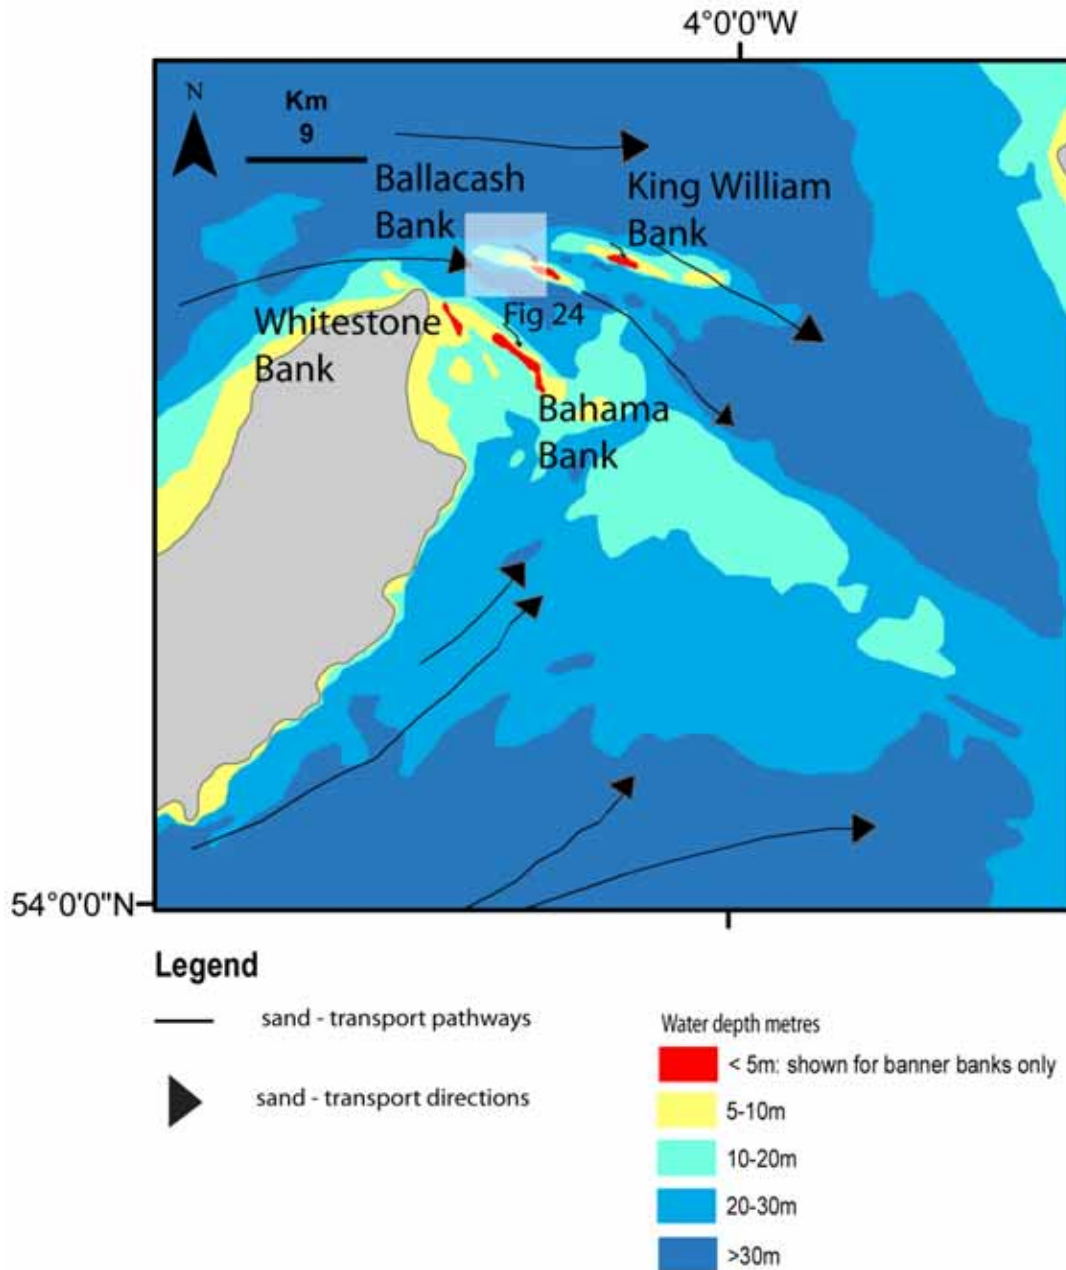 4°0'0"W
N
Km
9
Ballacash
Bank
King William
Bank
Whitestone
Bank
Fig 24
Bahama
Bank
54°0'0"N
Legend
sand - transport pathways
sand - transport directions
Water depth metres
< 5m: shown for banner banks only
5-10m
10-20m
20-30m
>30m